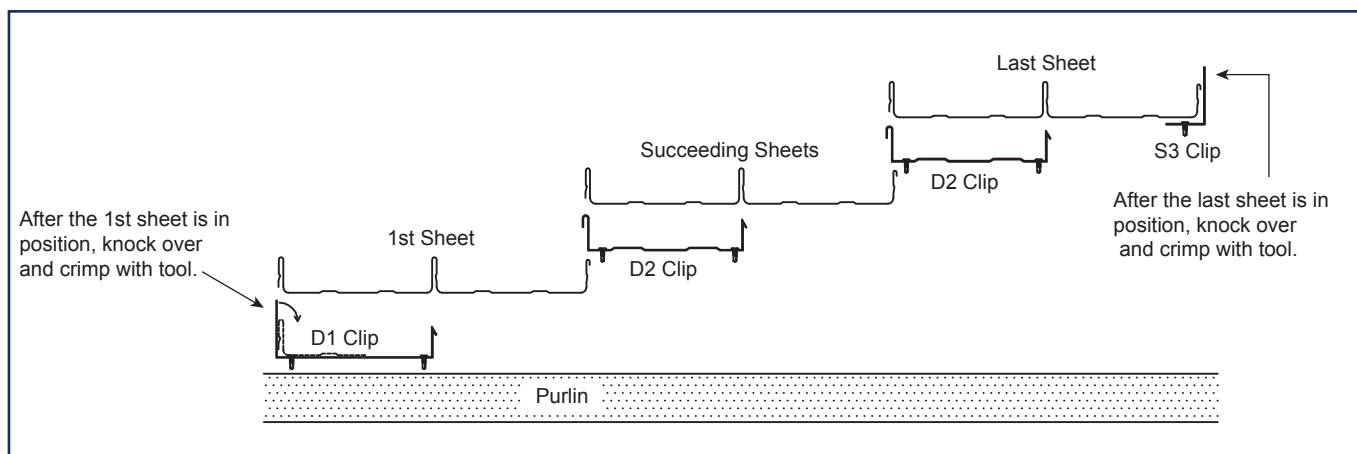 Last Sheet
S3 Clip
D2 Clip
After the last sheet is in
position, knock over
and crimp with tool.
Succeeding Sheets
D2 Clip
After the 1st sheet is in
position, knock over
and crimp with tool.
1st Sheet
D1 Clip
Purlin